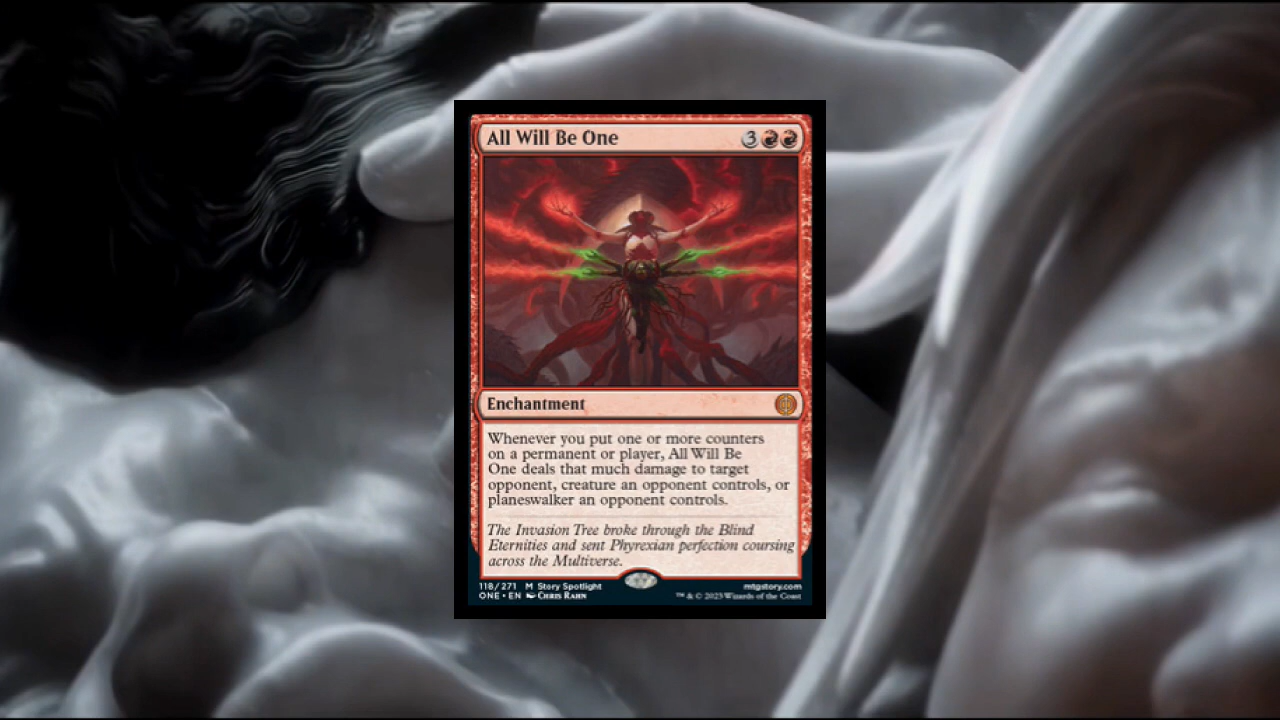 All Will Be One 3
Enchantment
Whenever you put one or more counters
on a permanent or player, All Will Be
One deals that much damage to target
opponent, creature an opponent controls, or
planeswalker an opponent controls.
The Invasion Tree broke through the Blind
Eternities and sent Phyrexian perfection coursing
across the Multiverse.
118/271 M Story Spotlight mtgstory.com
ONE • EN Chris Rahn ™ & © 2023 Wizards of the Coast